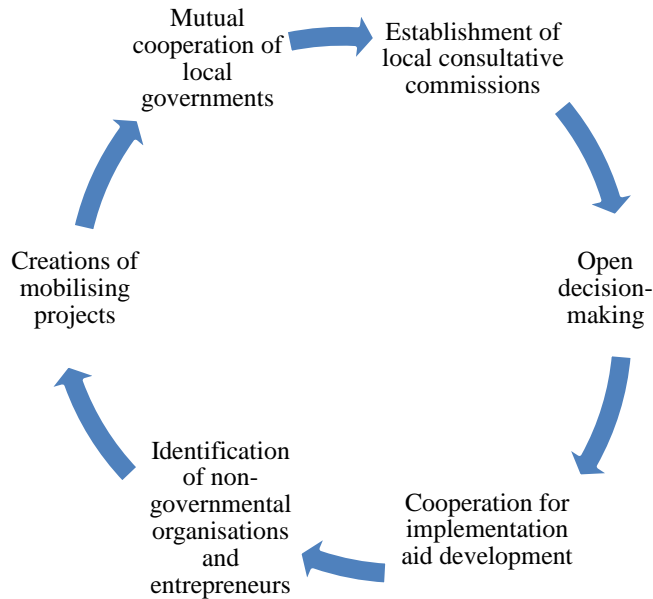 Mutual
cooperation of
local
governments
Establishment of
local consultative
commissions
Open
decision-
making
Cooperation for
implementation
aid development
Identification
of non-
governmental
organisations
and
entrepreneurs
Creations of
mobilising
projects